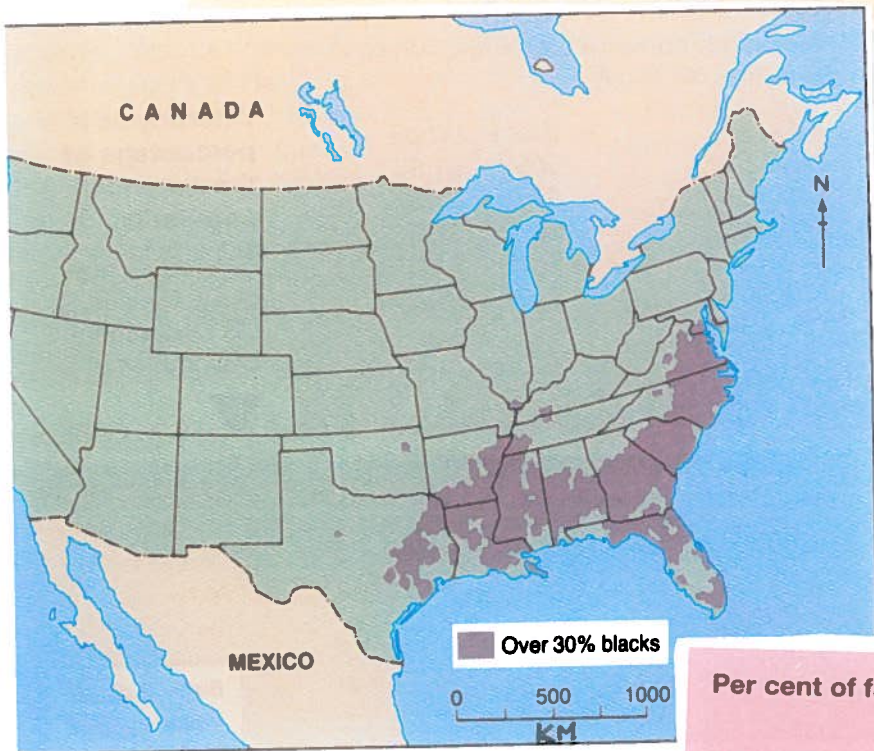 CANADA
N
MEXICO
Over 30% blacks
0 500 1000
KM
Per cent of f